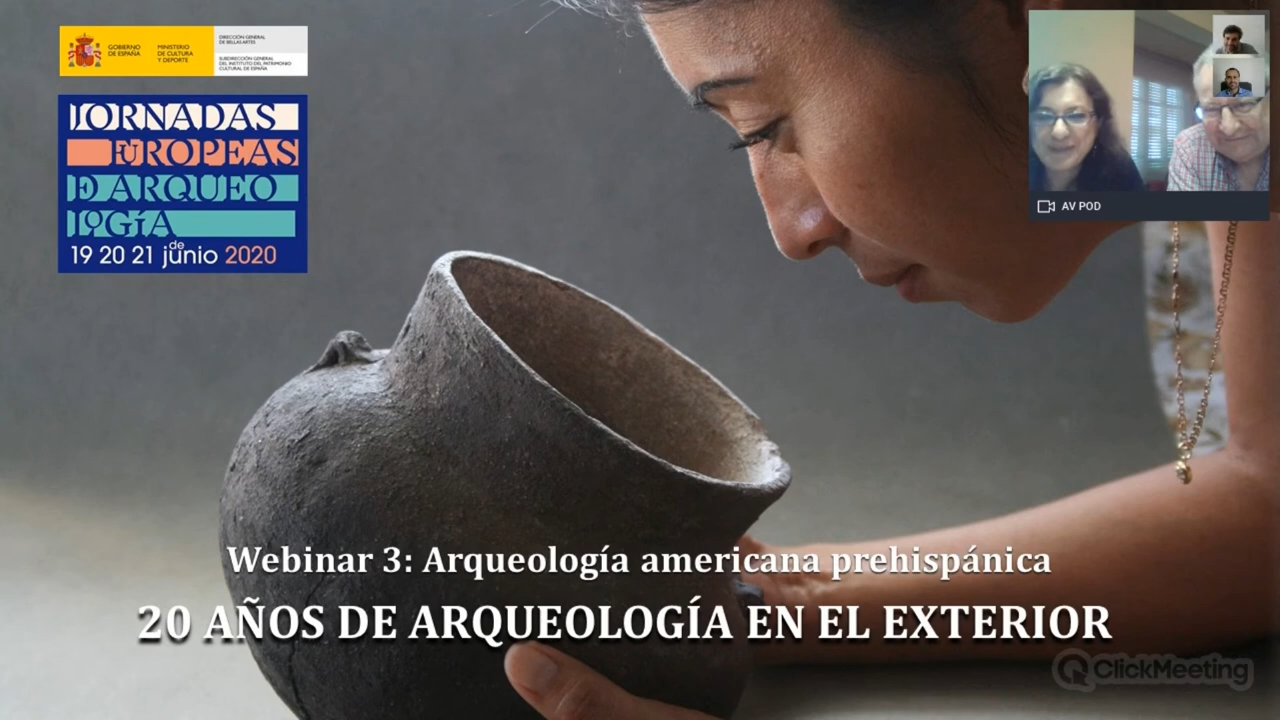 GOBIERNO
DE ESPAÑA
MINISTERIO
DE CULTURA
Y DEPORTE
DIRECCIÓN GENERAL
DE BELLAS ARTES
SUBDIRECCIÓN GENERAL
DEL INSTITUTO DEL PATRIMONIO
CULTURAL DE ESPAÑA
JORNADAS
EUROPEAS
DE ARQUEO
LOGÍA
19 20 21 de junio 2020
AV POD
Webinar 3: Arqueología americana prehispánica
20 AÑOS DE ARQUEOLOGÍA EN EL EXTERIOR
ClickMeeting